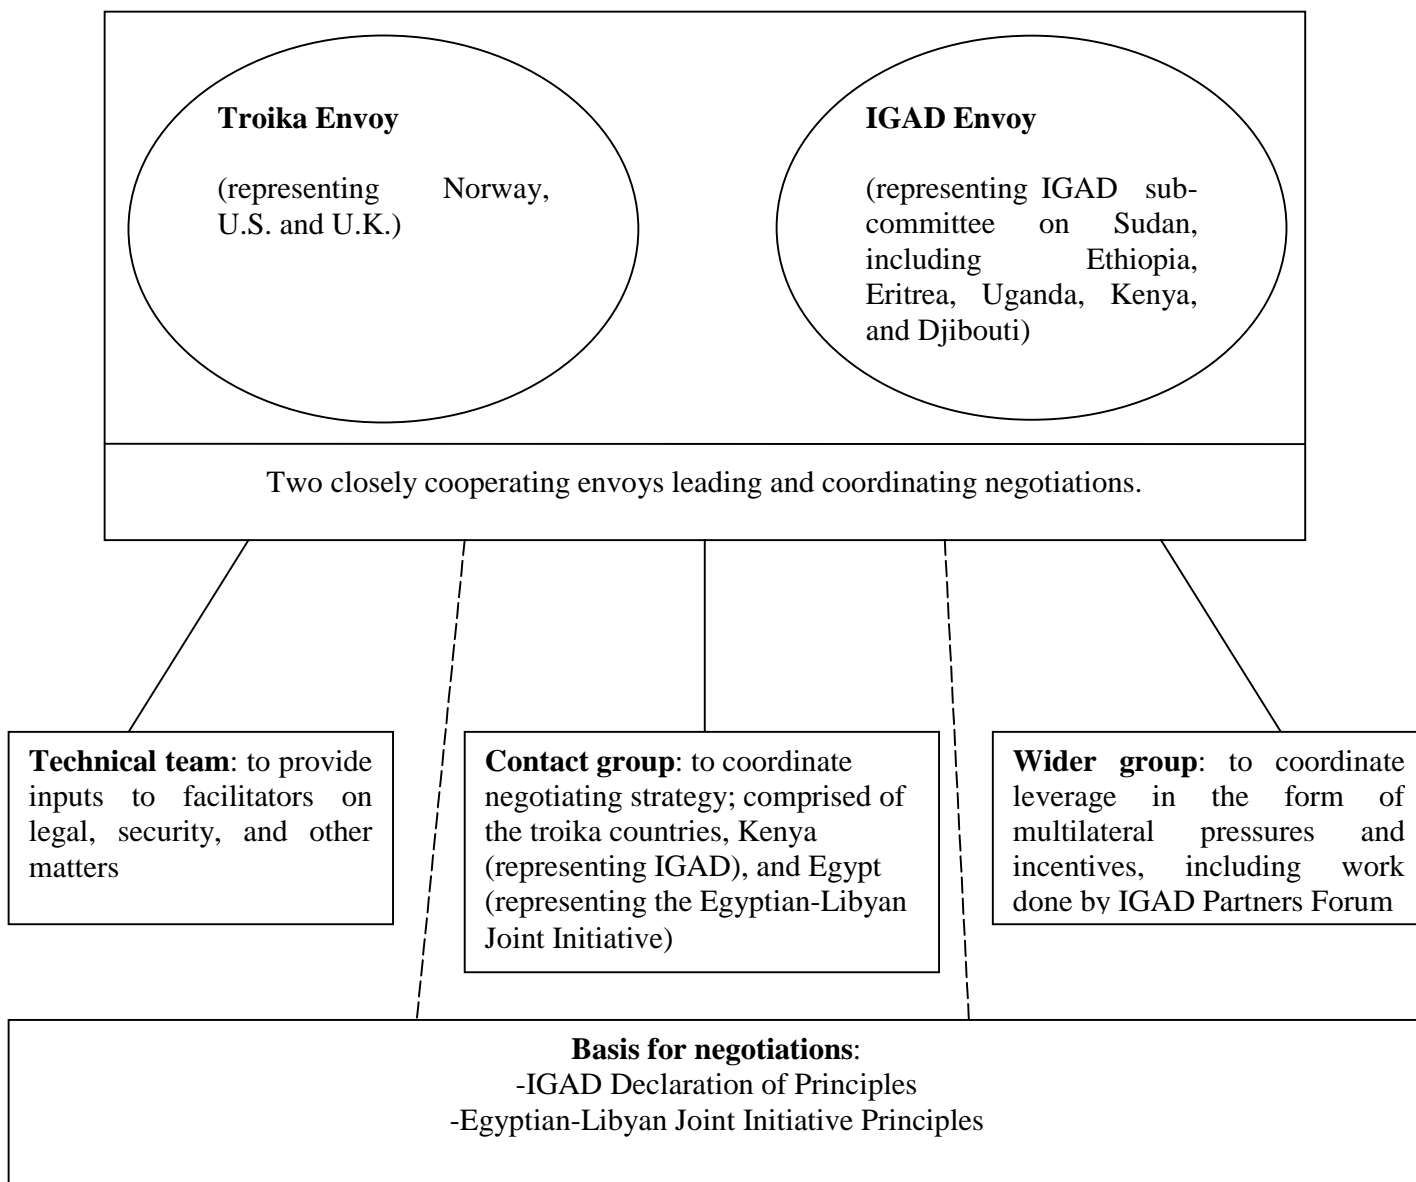 Troika Envoy
(representing Norway,
U.S. and U.K.)
IGAD Envoy
(representing IGAD sub-
committee on Sudan,
including Ethiopia,
Eritrea, Uganda, Kenya,
and Djibouti)
Two closely cooperating envoys leading and coordinating negotiations.
Technical team: to provide
inputs to facilitators on
legal, security, and other
matters
Contact group: to coordinate
negotiating strategy; comprised of
the troika countries, Kenya
(representing IGAD), and Egypt
(representing the Egyptian-Libyan
Joint Initiative)
Wider group: to coordinate
leverage in the form of
multilateral pressures and
incentives, including work
done by IGAD Partners Forum
Basis for negotiations:
-IGAD Declaration of Principles
-Egyptian-Libyan Joint Initiative Principles